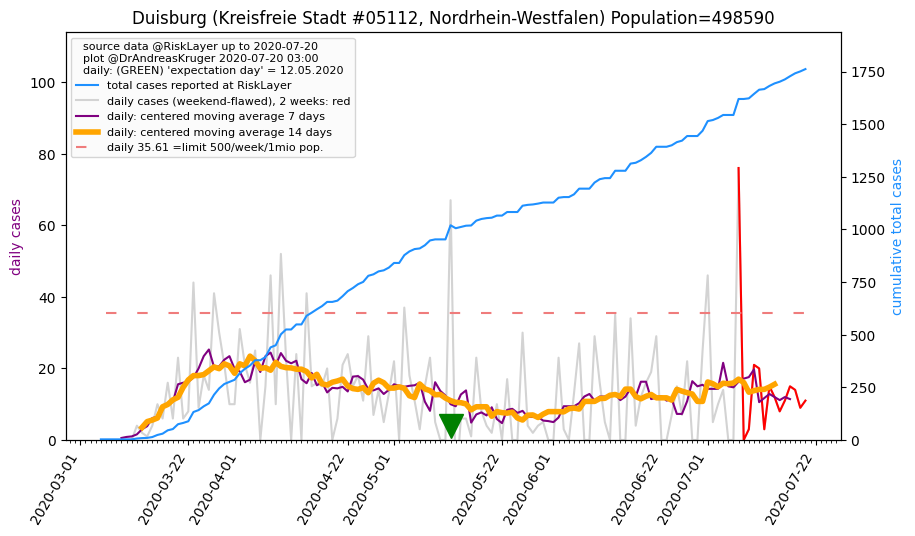 Duisburg (Kreisfreie Stadt #05112, Nordrhein-Westfalen) Population=498590
source data @RiskLayer up to 2020-07-20
plot @DrAndreasKruger 2020-07-20 03:00
daily: (GREEN) 'expectation day' = 12.05.2020
total cases reported at RiskLayer
daily cases (weekend-flawed), 2 weeks: red
daily: centered moving average 7 days
daily: centered moving average 14 days
daily 35.61 =limit 500/week/1mio pop.
daily cases
100
80
60
40
20
0
cumulative total cases
1750
1500
1250
1000
750
500
250
0
2020-03-01
2020-03-22
2020-04-01
2020-04-22
2020-05-01
2020-05-22
2020-06-01
2020-06-22
2020-07-01
2020-07-22